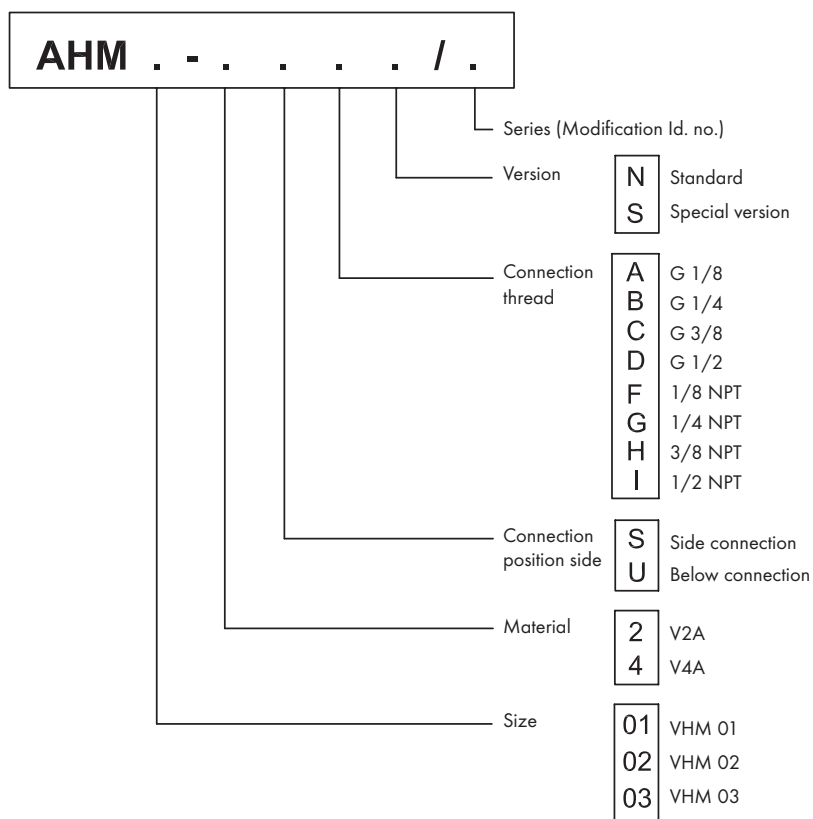 AHM . - . . . . / .
Series (Modification Id. no.)
Version
N Standard
S Special version
Connection
thread
A G 1/8
B G 1/4
C G 3/8
D G 1/2
F 1/8 NPT
G 1/4 NPT
H 3/8 NPT
I 1/2 NPT
Connection
position side
S Side connection
U Below connection
Material
2 V2A
4 V4A
Size
01 VHM 01
02 VHM 02
03 VHM 03